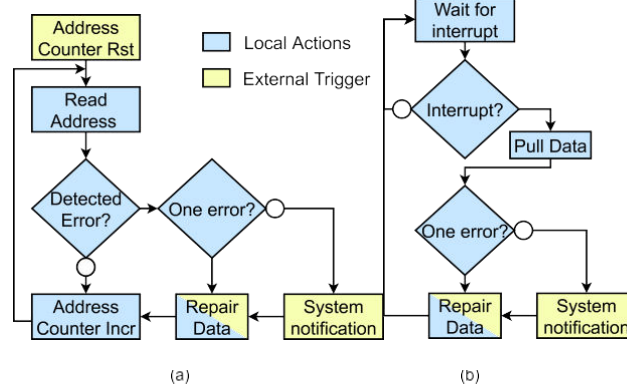 Address
Counter Rst
Read
Address
Detected
Error?
One error?
Address
Counter Incr
Repair
Data
System
notification
(a)
Local Actions
External Trigger
Wait for
interrupt
Interrupt?
Pull Data
One error?
Repair
Data
System
notification
(b)